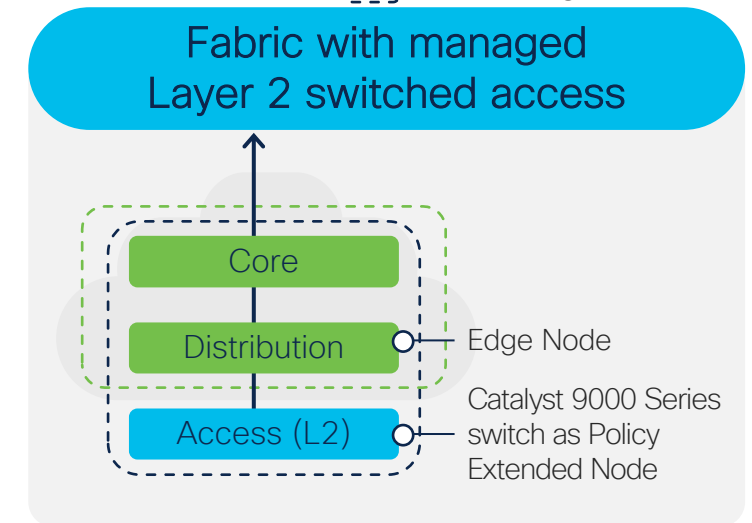 Fabric with managed
Layer 2 switched access
Core
Distribution
Edge Node
Access (L2)
Catalyst 9000 Series
switch as Policy
Extended Node